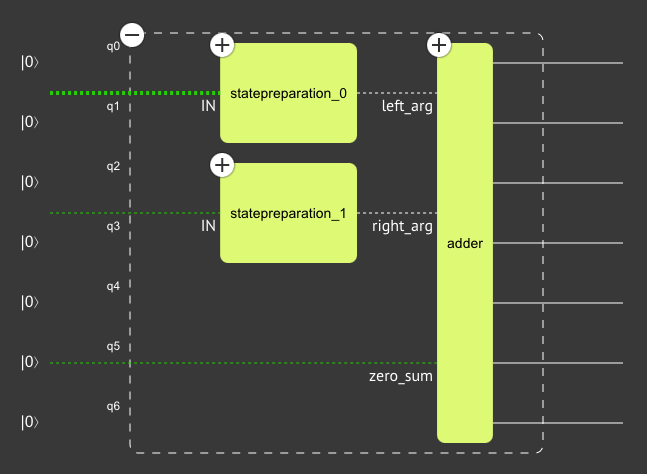 q0
|0⟩
statepreparation_0
q1
IN
left_arg
|0⟩
q2
|0⟩
statepreparation_1
q3
IN
right_arg
|0⟩
adder
q4
|0⟩
q5
|0⟩
zero_sum
q6
|0⟩